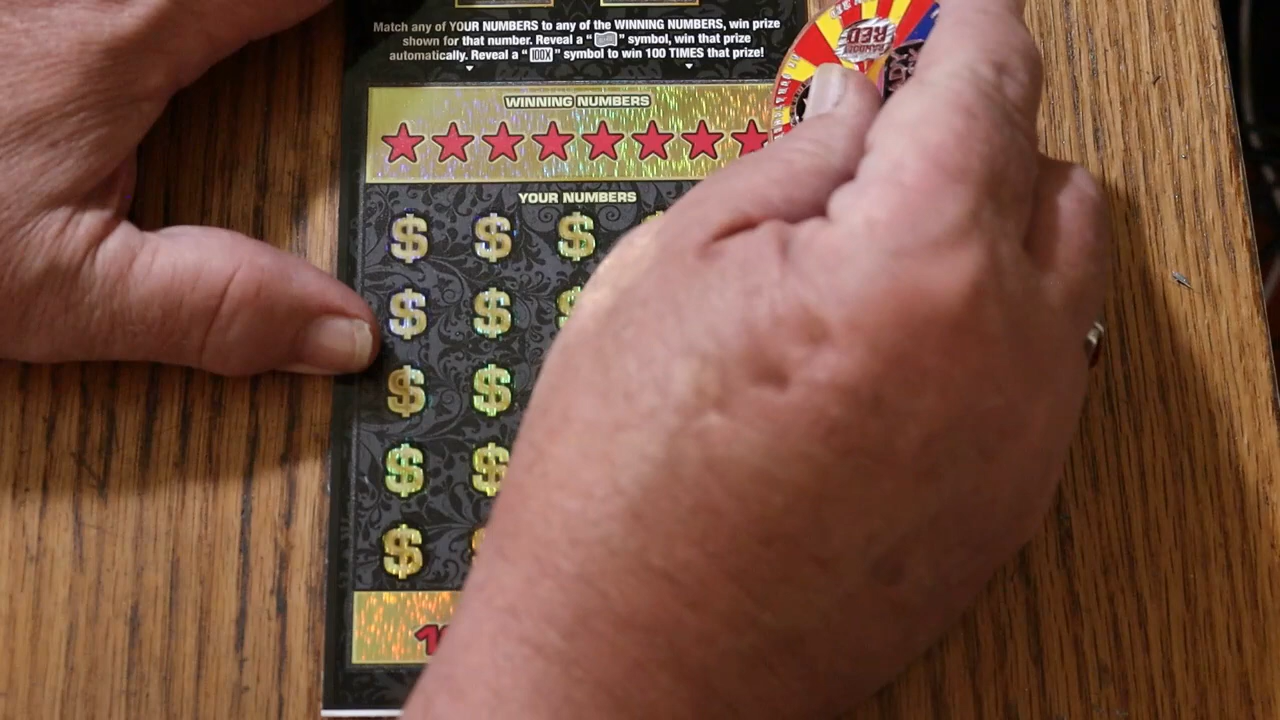 Match any of YOUR NUMBERS to any of the WINNING NUMBERS, win prize
shown for that number. Reveal a " " symbol, win that prize
automatically. Reveal a "100X" symbol to win 100 TIMES that prize!
RED
WINNING NUMBERS
YOUR NUMBERS
$ $ $
$ $ $
$ $
$ $
$